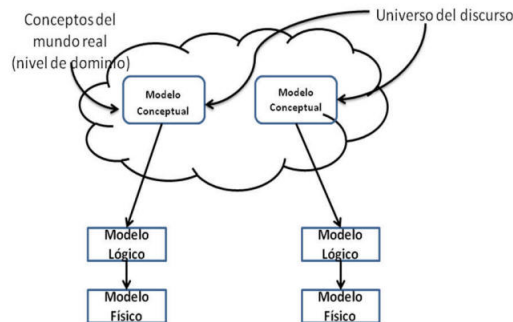 Conceptos del
mundo real
(nivel de dominio)
Universo del discurso
Modelo
Conceptual
Modelo
Conceptual
Modelo
Lógico
Modelo
Lógico
Modelo
Físico
Modelo
Físico